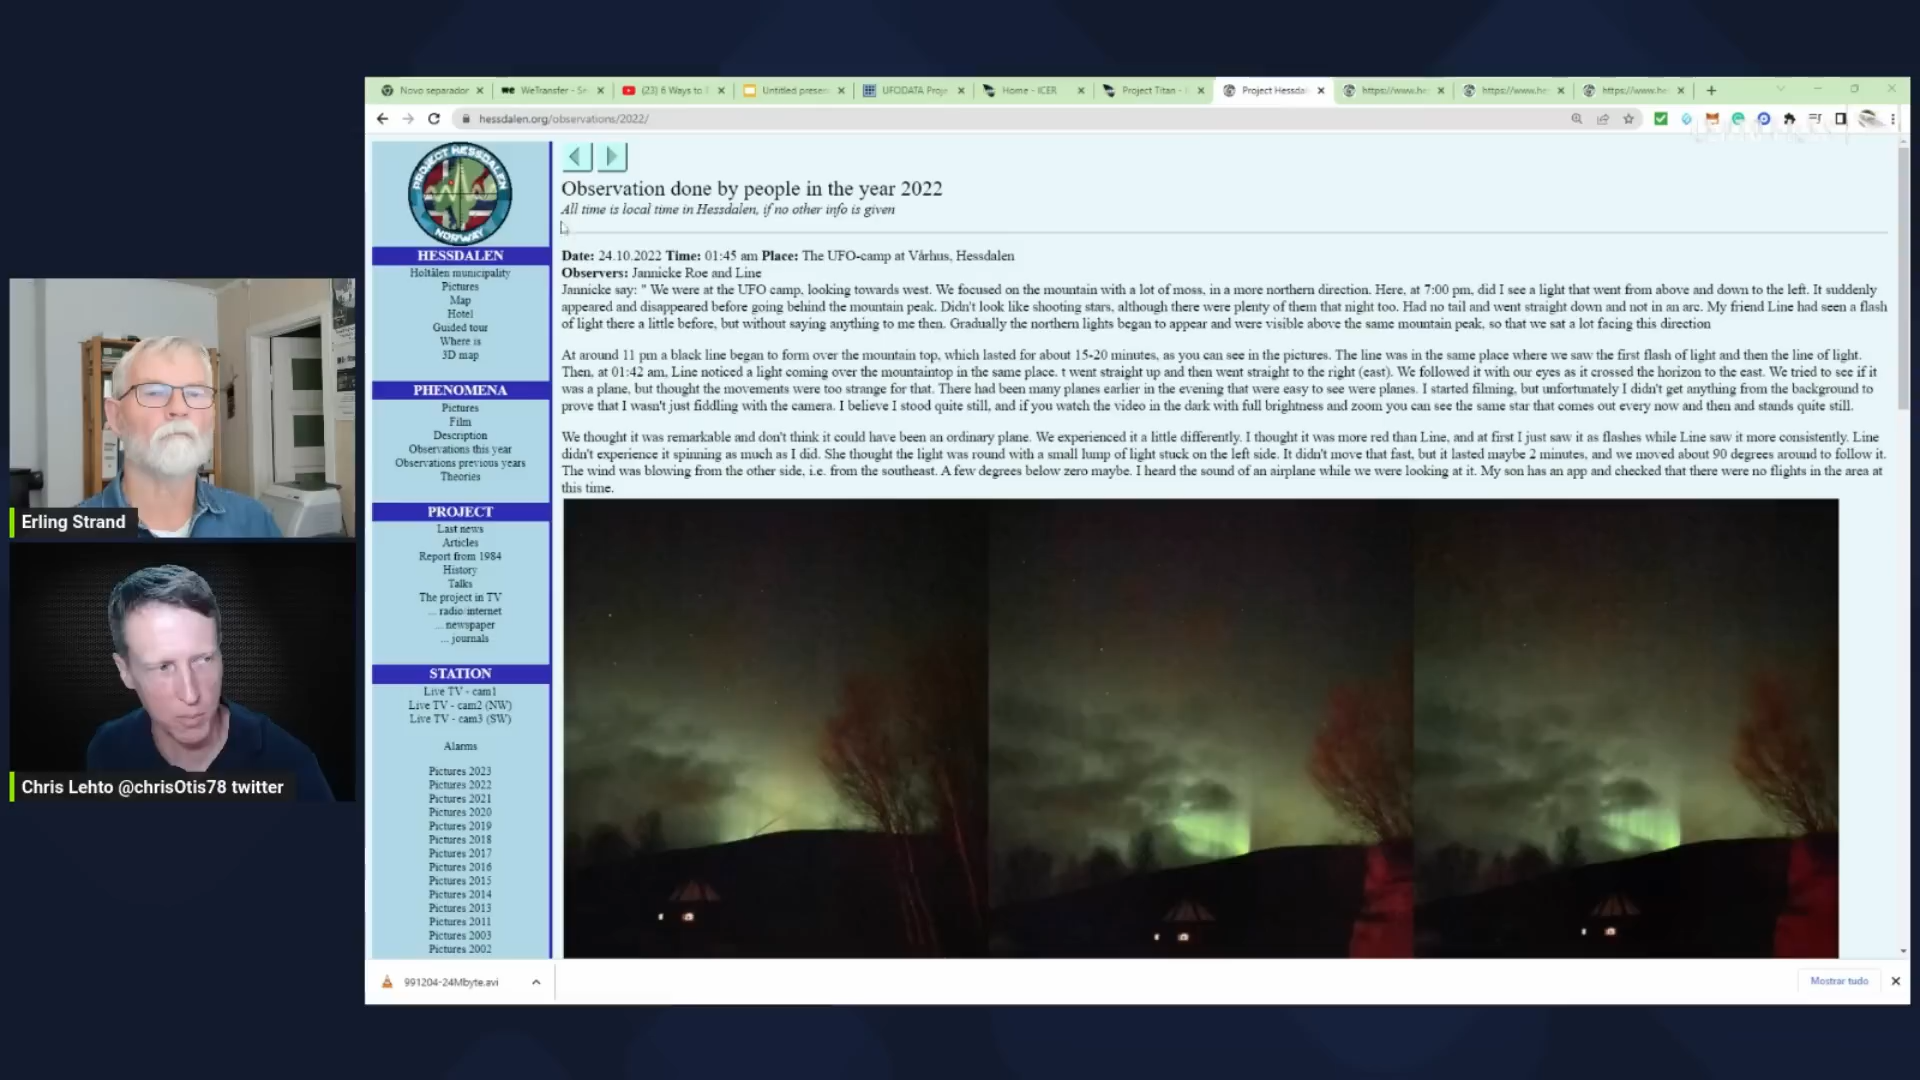 Novo separador
WeTransfer - Se
(23) 6 Ways to
Untitled presen
UFODATA Proje
Home - ICER
Project Titan -
Project Hessda
https://www.he
https://www.he
https://www.he
hessdalen.org/observations/2022/
PROJECT HESSDALEN
NORWAY
HESSDALEN
Holtålen municipality
Pictures
Map
Hotel
Guided tour
Where is
3D map
PHENOMENA
Pictures
Film
Description
Observations this year
Observations previous years
Theories
PROJECT
Last news
Articles
Report from 1984
History
Talks
The project in TV
... radio/internet
... newspaper
... journals
STATION
Live TV - cam1
Live TV - cam2 (NW)
Live TV - cam3 (SW)
Alarms
Pictures 2023
Pictures 2022
Pictures 2021
Pictures 2020
Pictures 2019
Pictures 2018
Pictures 2017
Pictures 2016
Pictures 2015
Pictures 2014
Pictures 2013
Pictures 2011
Pictures 2003
Pictures 2002
Observation done by people in the year 2022
All time is local time in Hessdalen, if no other info is given
Date: 24.10.2022 Time: 01:45 am Place: The UFO-camp at Vårhus, Hessdalen
Observers: Jannicke Roe and Line
Jannicke say: " We were at the UFO camp, looking towards west. We focused on the mountain with a lot of moss, in a more northern direction. Here, at 7:00 pm, did I see a light that went from above and down to the left. It suddenly
appeared and disappeared before going behind the mountain peak. Didn't look like shooting stars, although there were plenty of them that night too. Had no tail and went straight down and not in an arc. My friend Line had seen a flash
of light there a little before, but without saying anything to me then. Gradually the northern lights began to appear and were visible above the same mountain peak, so that we sat a lot facing this direction
At around 11 pm a black line began to form over the mountain top, which lasted for about 15-20 minutes, as you can see in the pictures. The line was in the same place where we saw the first flash of light and then the line of light.
Then, at 01:42 am, Line noticed a light coming over the mountaintop in the same place. t went straight up and then went straight to the right (east). We followed it with our eyes as it crossed the horizon to the east. We tried to see if it
was a plane, but thought the movements were too strange for that. There had been many planes earlier in the evening that were easy to see were planes. I started filming, but unfortunately I didn't get anything from the background to
prove that I wasn't just fiddling with the camera. I believe I stood quite still, and if you watch the video in the dark with full brightness and zoom you can see the same star that comes out every now and then and stands quite still.
We thought it was remarkable and don't think it could have been an ordinary plane. We experienced it a little differently. I thought it was more red than Line, and at first I just saw it as flashes while Line saw it more consistently. Line
didn't experience it spinning as much as I did. She thought the light was round with a small lump of light stuck on the left side. It didn't move that fast, but it lasted maybe 2 minutes, and we moved about 90 degrees around to follow it.
The wind was blowing from the other side, i.e. from the southeast. A few degrees below zero maybe. I heard the sound of an airplane while we were looking at it. My son has an app and checked that there were no flights in the area at
this time.
Erling Strand
Chris Lehto @chrisOtis78 twitter
991204-24Mbyte.avi
Mostrar tudo